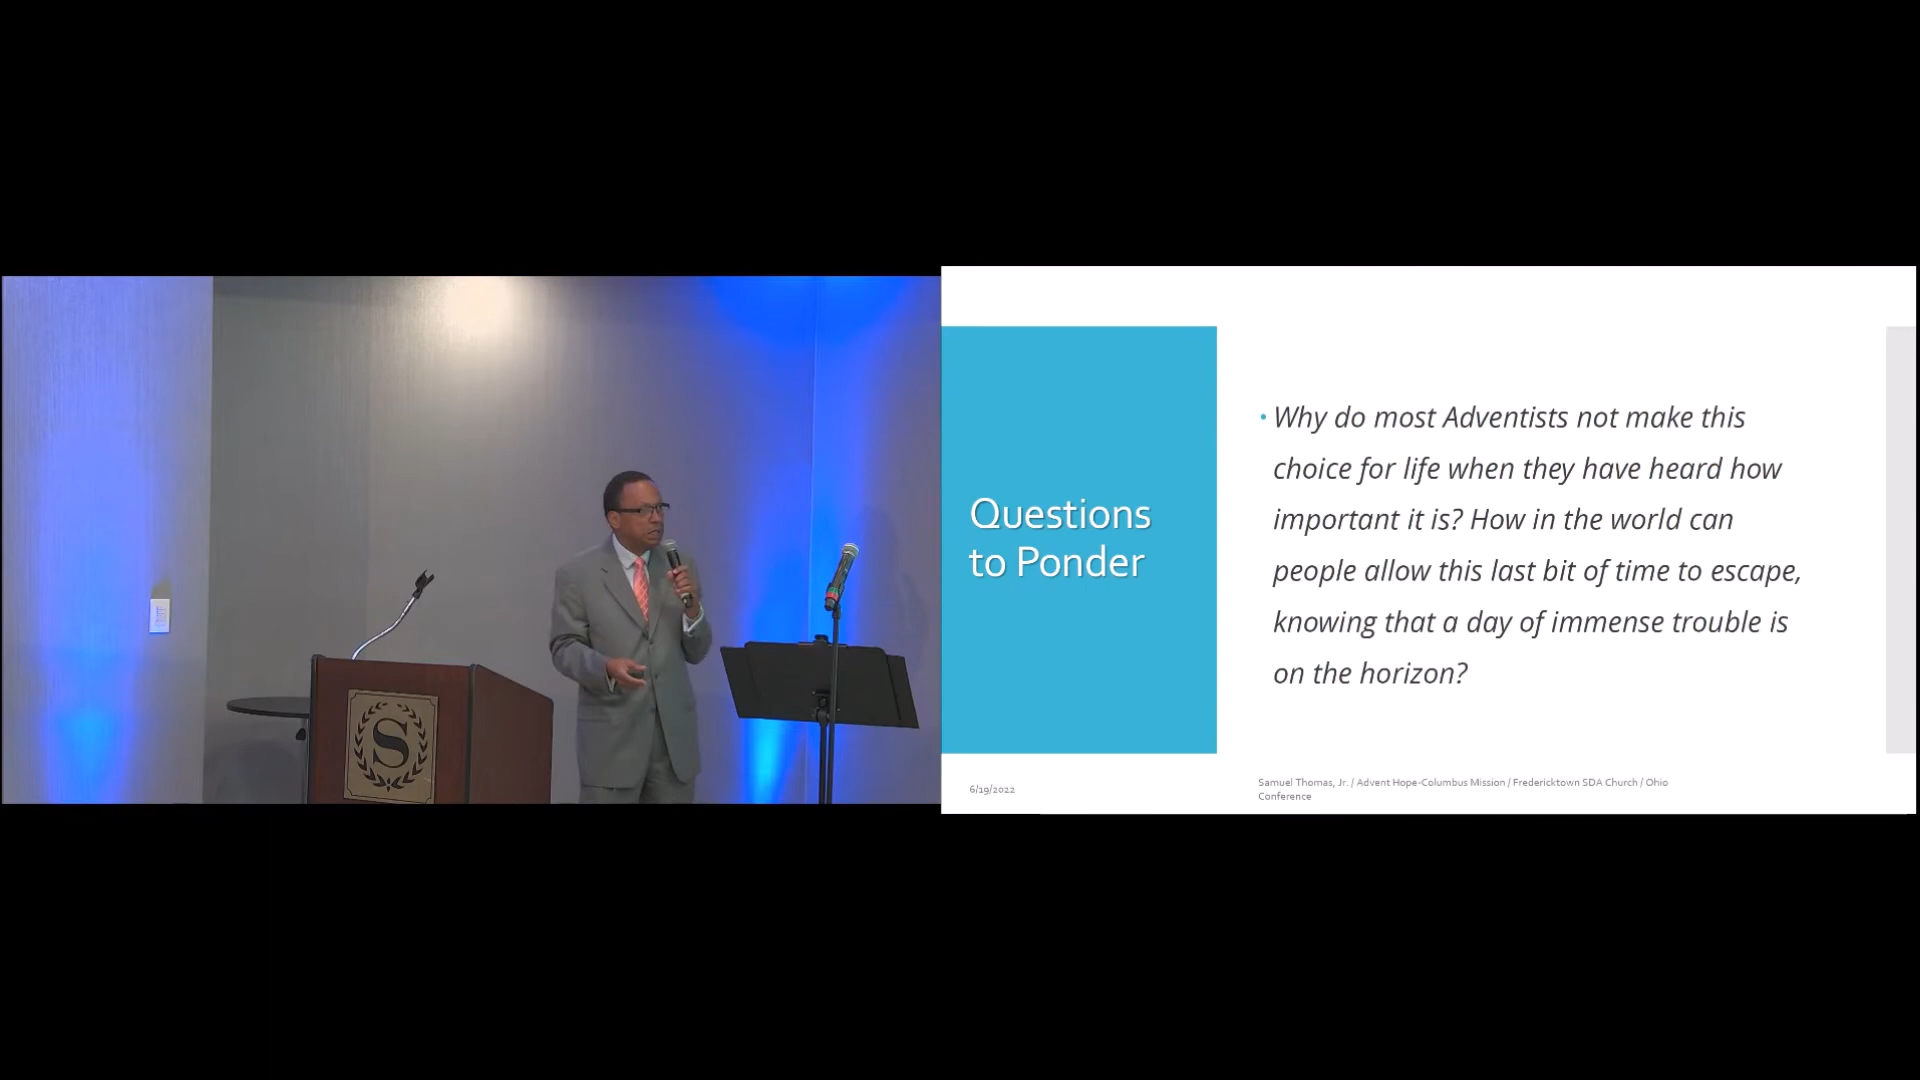 S
Questions
to Ponder
• Why do most Adventists not make this
choice for life when they have heard how
important it is? How in the world can
people allow this last bit of time to escape,
knowing that a day of immense trouble is
on the horizon?
6/19/2022
Samuel Thomas, Jr. / Advent Hope-Columbus Mission / Fredericktown SDA Church / Ohio
Conference